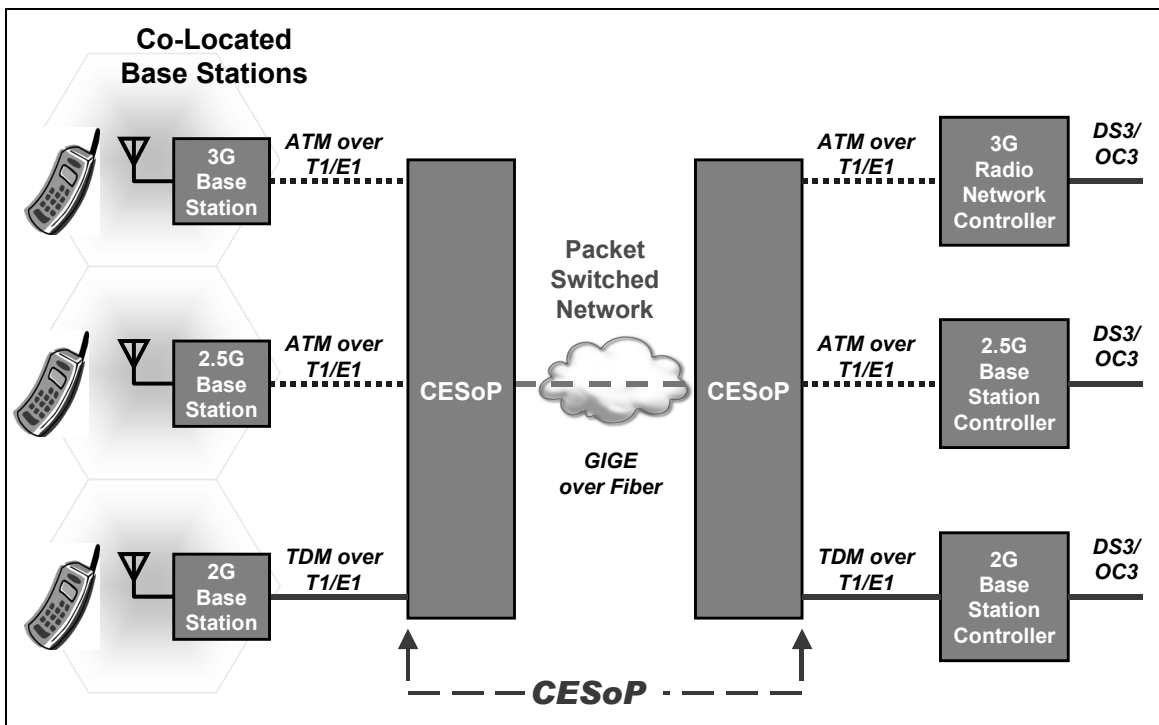 Co-Located
Base Stations
3G
Base
Station
ATM over
T1/E1
2.5G
Base
Station
ATM over
T1/E1
2G
Base
Station
TDM over
T1/E1
CESoP
Packet
Switched
Network
GIGE
over Fiber
CESoP
ATM over
T1/E1
3G
Radio
Network
Controller
DS3/
OC3
ATM over
T1/E1
2.5G
Base
Station
Controller
DS3/
OC3
TDM over
T1/E1
2G
Base
Station
Controller
DS3/
OC3
CESoP